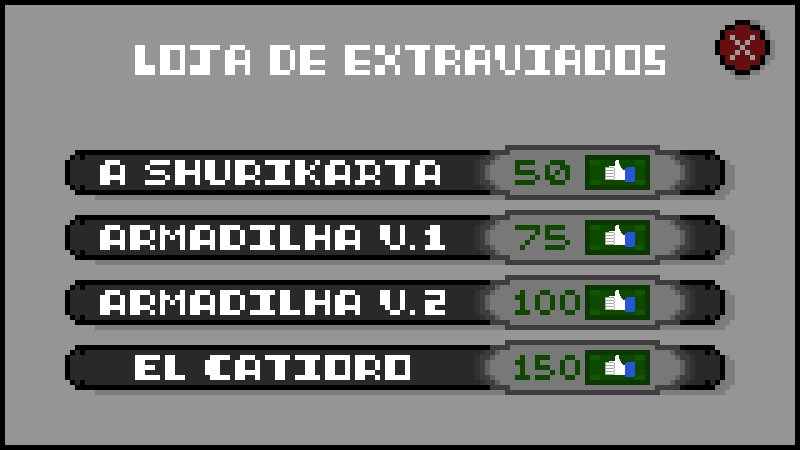 LOJA DE EXTRAVIADOS
A SHURIKARTA 50
ARMADILHA V.1 75
ARMADILHA V.2 100
EL CATIORO 150